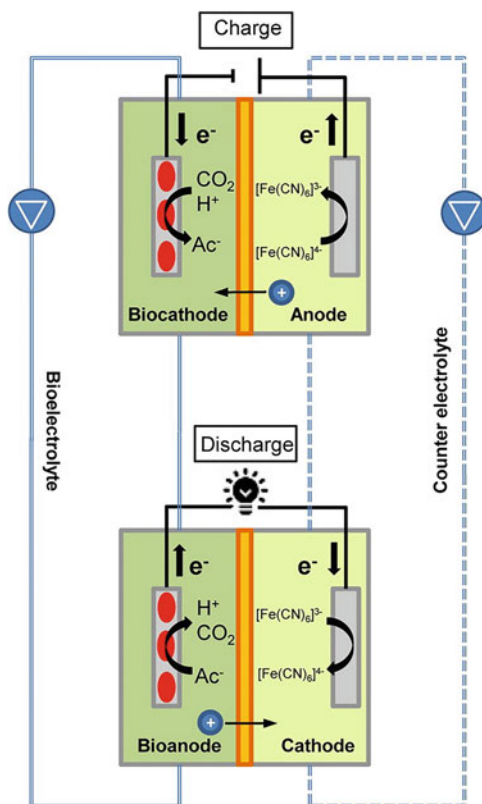 Charge
e⁻
e⁻
CO₂
H⁺
Ac⁻
[Fe(CN)₆]³⁻
[Fe(CN)₆]⁴⁻
+
Biocathode
Anode
Bioelectrolyte
Counter electrolyte
Discharge
e⁻
e⁻
H⁺
CO₂
Ac⁻
[Fe(CN)₆]³⁻
[Fe(CN)₆]⁴⁻
+
Bioanode
Cathode